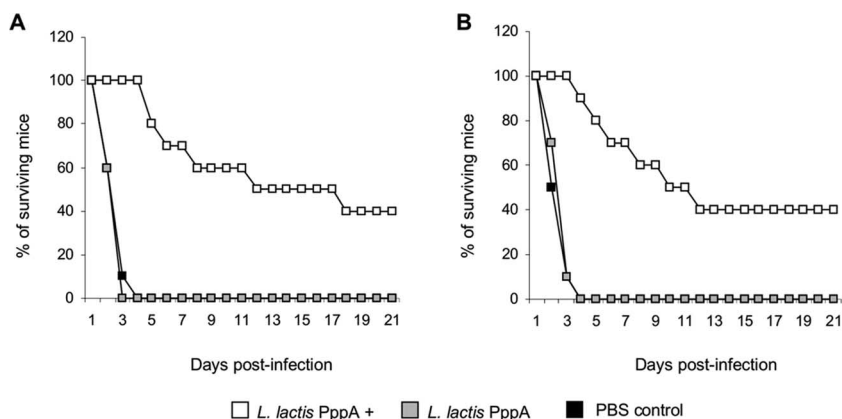 A
120
100
80
60
40
20
0
% of surviving mice
1 3 5 7 9 11 13 15 17 19 21
Days post-infection
B
120
100
80
60
40
20
0
% of surviving mice
1 3 5 7 9 11 13 15 17 19 21
Days post-infection
L. lactis PppA + L. lactis PppA PBS control